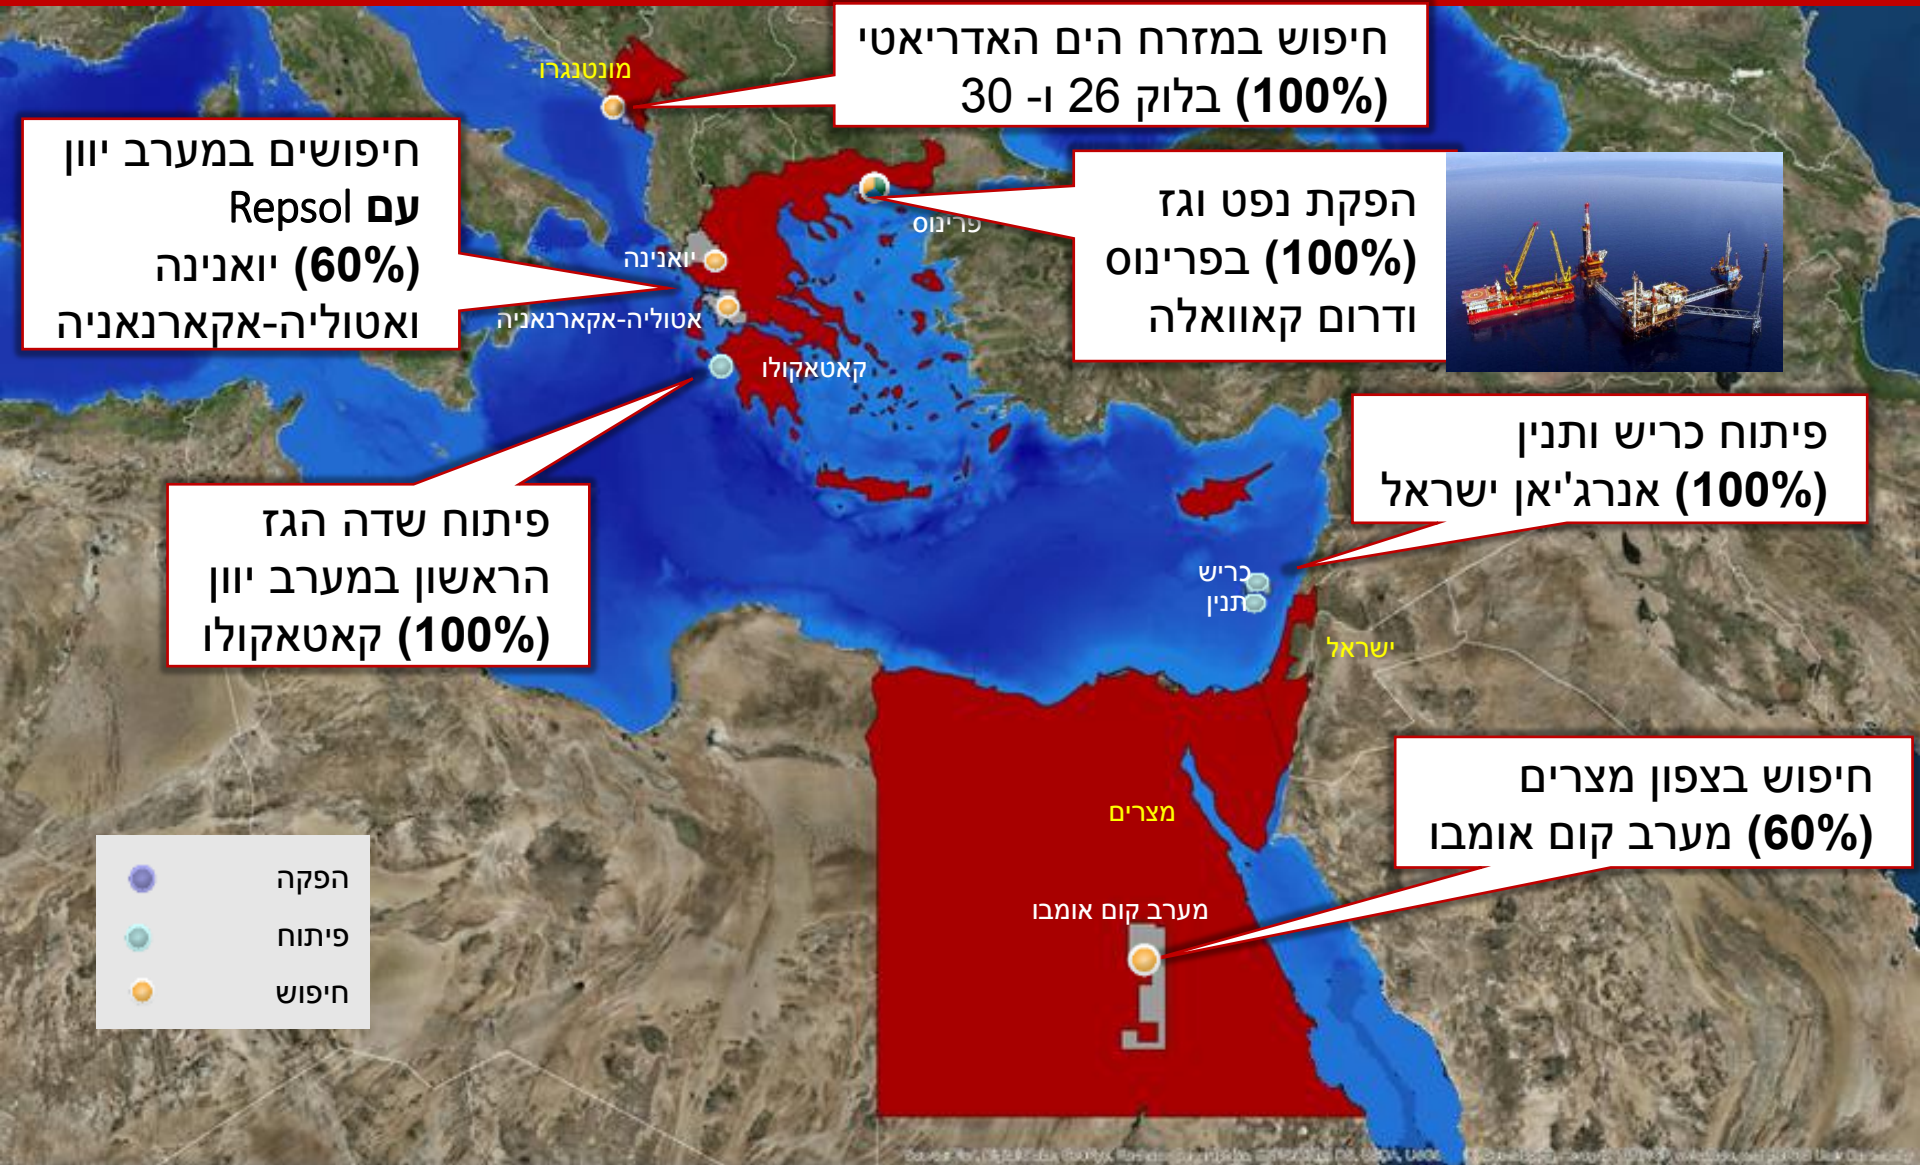 חיפוש במזרח הים האדריאטי
(100%) בלוק 26 ו- 30
מונטנגרו
חיפושים במערב יוון
עם Repsol
(60%) יואנינה
ואטוליה-אקארנאניה
הפקת נפט וגז
(100%) בפרינוס
ודרום קאוואלה
פרינוס
יואנינה
אטוליה-אקארנאניה
קאטאקולו
פיתוח כריש ותנין
(100%) אנרג'יאן ישראל
פיתוח שדה הגז
הראשון במערב יוון
(100%) קאטאקולו
כריש
תנין
ישראל
חיפוש בצפון מצרים
(60%) מערב קום אומבו
מצרים
מערב קום אומבו
הפקה
פיתוח
חיפוש